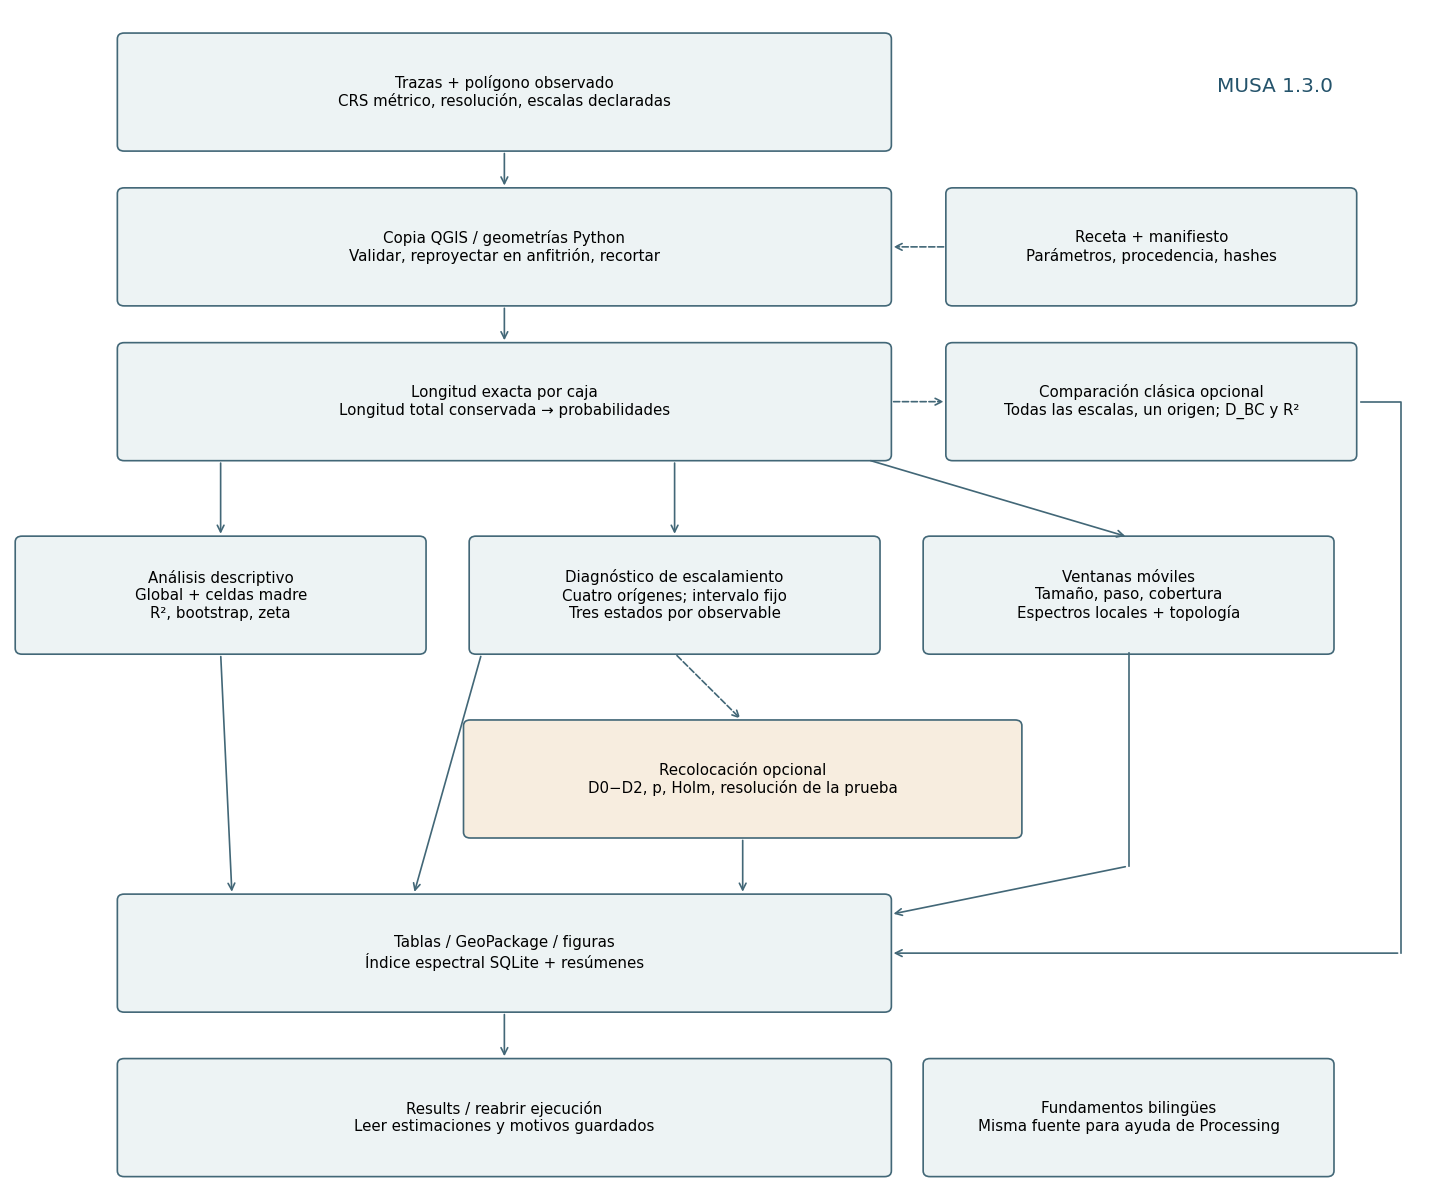 Trazas + polígono observado
CRS métrico, resolución, escalas declaradas
MUSA 1.3.0
Copia QGIS / geometrías Python
Validar, reproyectar en anfitrión, recortar
Receta + manifiesto
Parámetros, procedencia, hashes
Longitud exacta por caja
Longitud total conservada → probabilidades
Comparación clásica opcional
Todas las escalas, un origen; D_BC y R²
Análisis descriptivo
Global + celdas madre
R², bootstrap, zeta
Diagnóstico de escalamiento
Cuatro orígenes; intervalo fijo
Tres estados por observable
Ventanas móviles
Tamaño, paso, cobertura
Espectros locales + topología
Recolocación opcional
D0−D2, p, Holm, resolución de la prueba
Tablas / GeoPackage / figuras
Índice espectral SQLite + resúmenes
Results / reabrir ejecución
Leer estimaciones y motivos guardados
Fundamentos bilingües
Misma fuente para ayuda de Processing